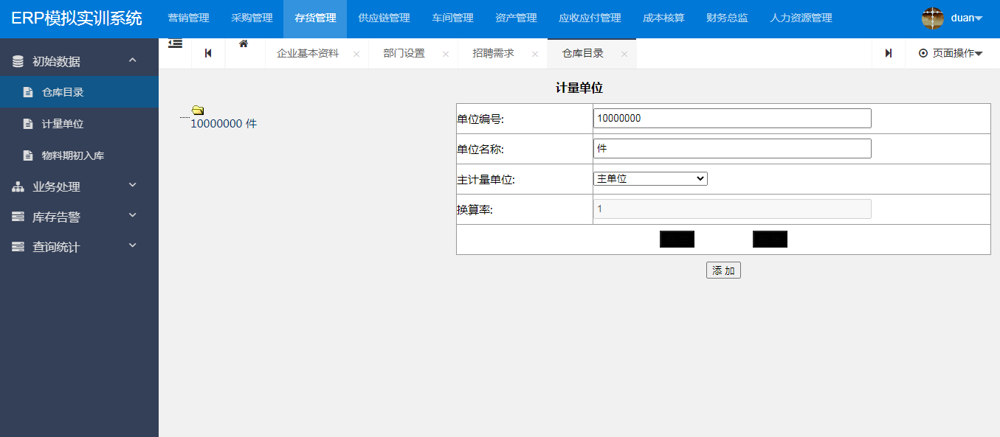 ERP模拟实训系统 营销管理 采购管理 存货管理 供应链管理 车间管理 资产管理 应收应付管理 成本核算 财务总监 人力资源管理 duan
企业基本资料 × 部门设置 × 招聘需求 × 仓库目录 × 页面操作
初始数据
仓库目录
计量单位
物料期初入库
业务处理
库存告警
查询统计
10000000 件
计量单位
单位编号: 10000000
单位名称: 件
主计量单位: 主单位
换算率: 1
添 加